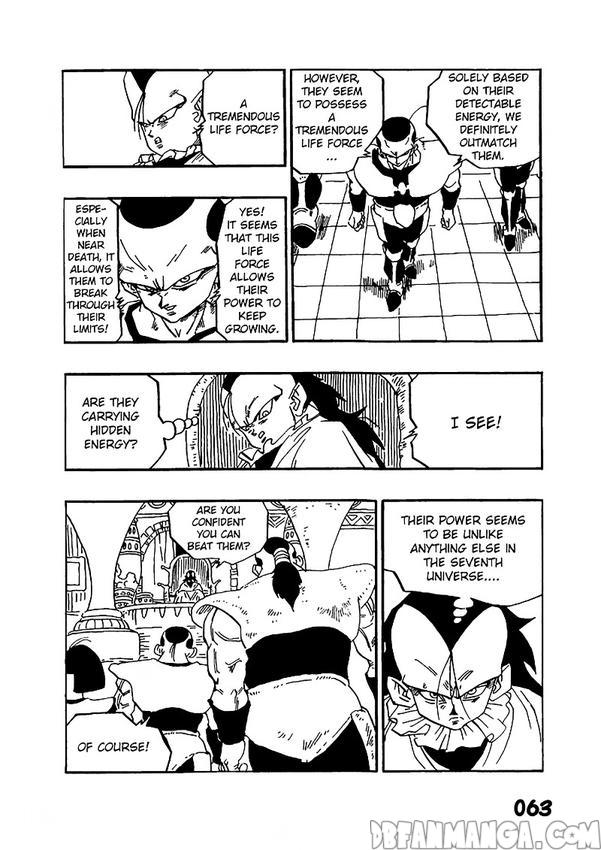 SOLELY BASED
ON THEIR
DETECTABLE
ENERGY, WE
DEFINITELY
OUTMATCH
THEM.
HOWEVER,
THEY SEEM
TO POSSESS
A
TREMENDOUS
LIFE FORCE
...
A
TREMENDOUS
LIFE FORCE?
YES!
IT SEEMS
THAT THIS
LIFE
FORCE
ALLOWS
THEIR
POWER TO
KEEP
GROWING.
ESPE-
CIALLY
WHEN
NEAR
DEATH, IT
ALLOWS
THEM TO
BREAK
THROUGH
THEIR
LIMITS!
I SEE!
ARE THEY
CARRYING
HIDDEN
ENERGY?
THEIR POWER SEEMS
TO BE UNLIKE
ANYTHING ELSE IN
THE SEVENTH
UNIVERSE....
ARE YOU
CONFIDENT
YOU CAN
BEAT THEM?
OF COURSE!
063
DBFANMANGA.COM